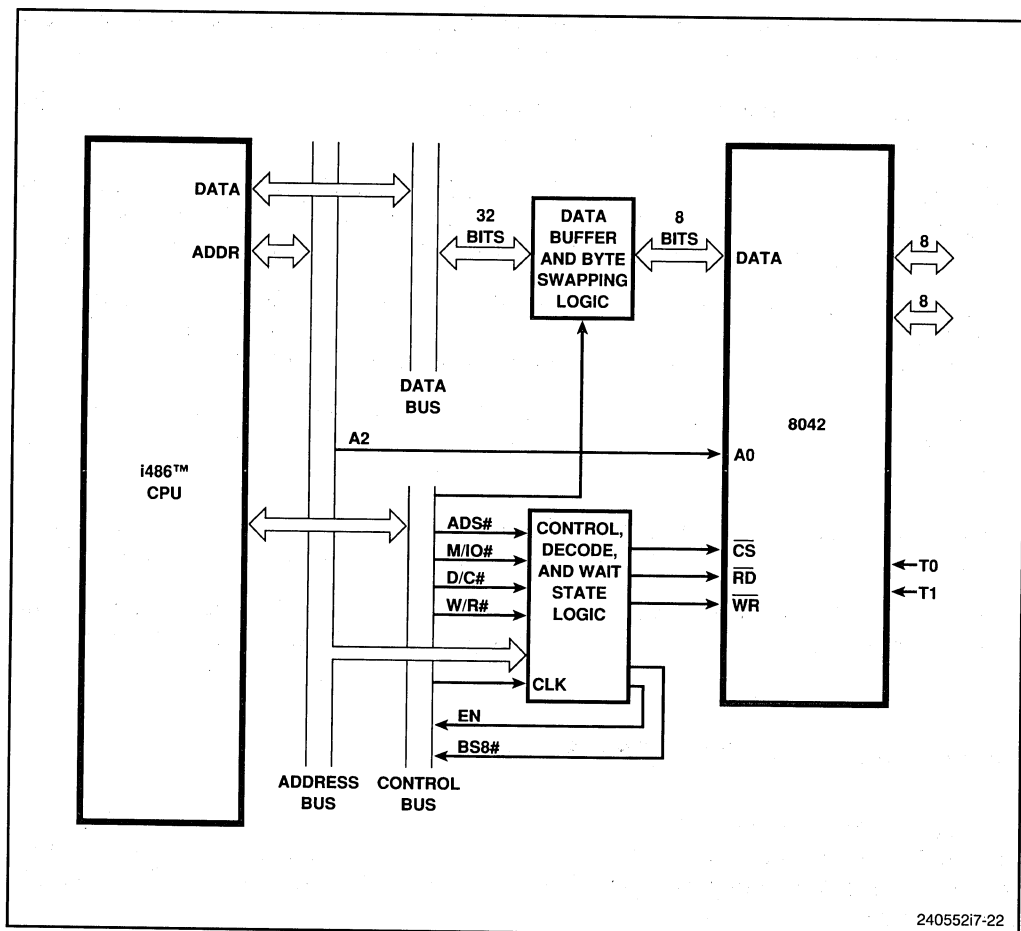 DATA
ADDR
i486™
CPU
DATA
BUS
32
BITS
DATA
BUFFER
AND BYTE
SWAPPING
LOGIC
8
BITS
DATA
8
8
8042
A2
A0
ADS#
M/IO#
D/C#
W/R#
CONTROL,
DECODE,
AND WAIT
STATE
LOGIC
CLK
CS
RD
WR
T0
T1
EN
BS8#
ADDRESS
BUS
CONTROL
BUS
240552i7-22